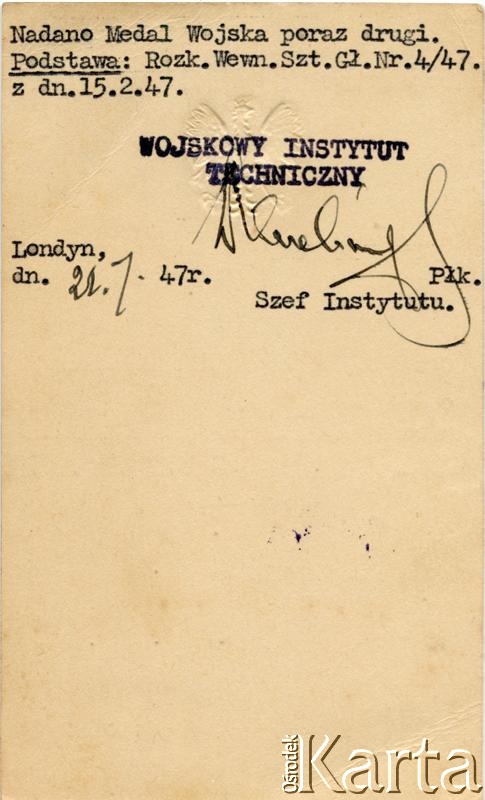 Nadano Medal Wojska poraz drugi.
Podstawa: Rozk.Wewn.Szt.Gł.Nr.4/47.
z dn.15.2.47.
WOJSKOWY INSTYTUT
TECHNICZNY
Londyn,
dn. 21.7. 47r.
Płk.
Szef Instytutu.
Ośrodek
Karta